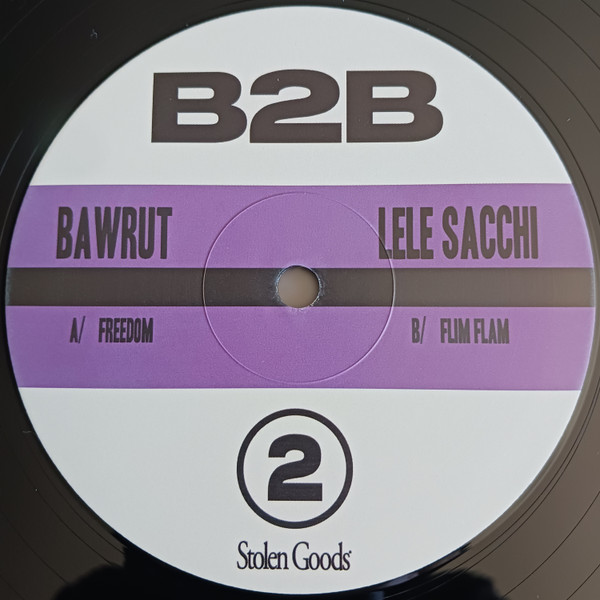 B2B
BAWRUT LELE SACCHI
A/ FREEDOM B/ FLIM FLAM
2
Stolen Goods